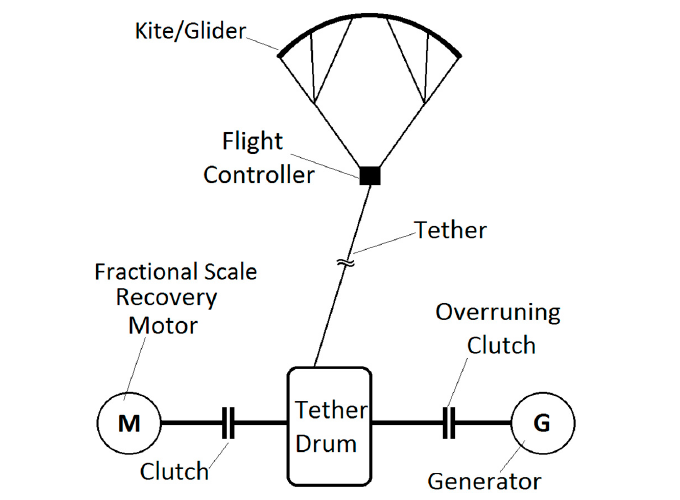 Kite/Glider
Flight
Controller
Tether
Fractional Scale
Recovery
Motor
Overruning
Clutch
M
Tether
Drum
G
Clutch
Generator